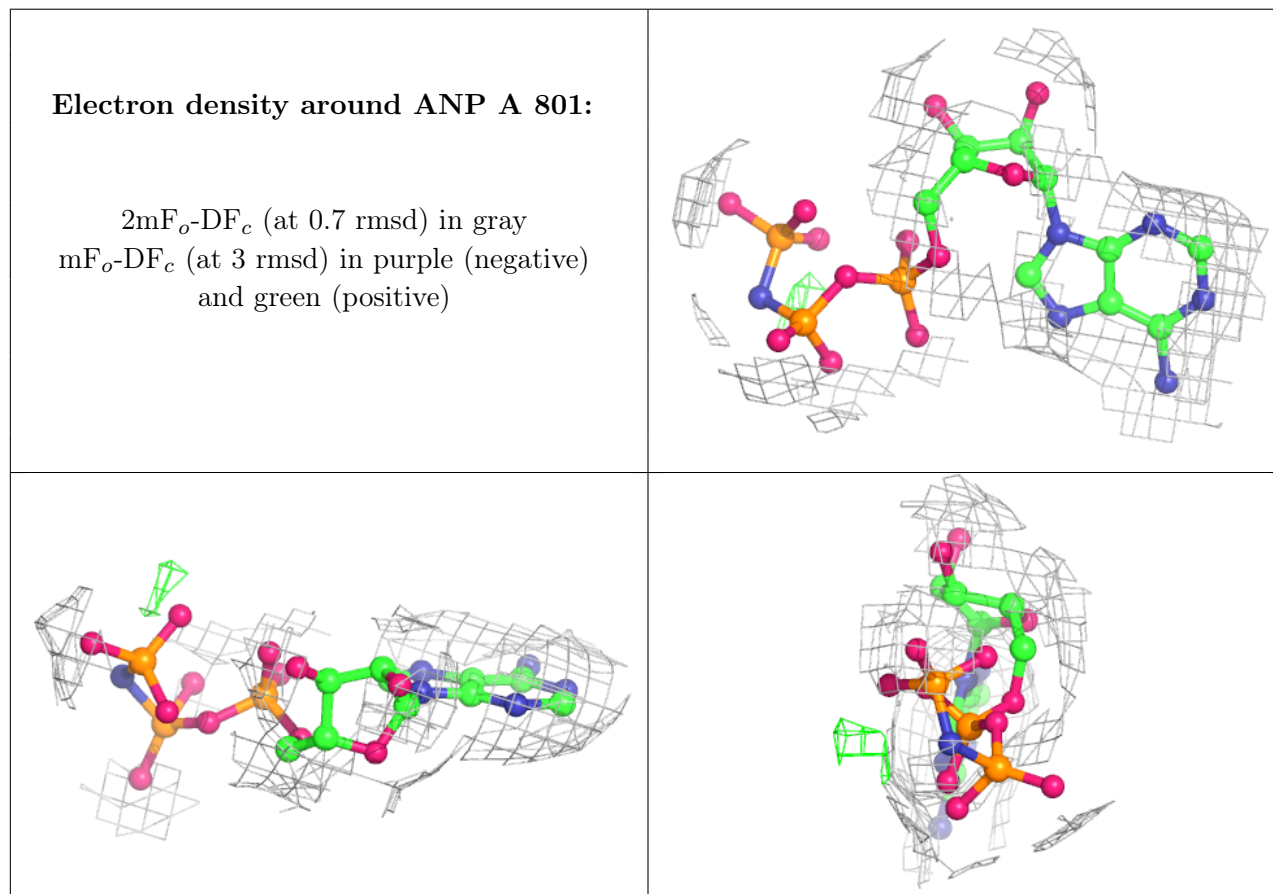 Electron density around ANP A 801:
2mFo-DFc (at 0.7 rmsd) in gray
mFo-DFc (at 3 rmsd) in purple (negative)
and green (positive)